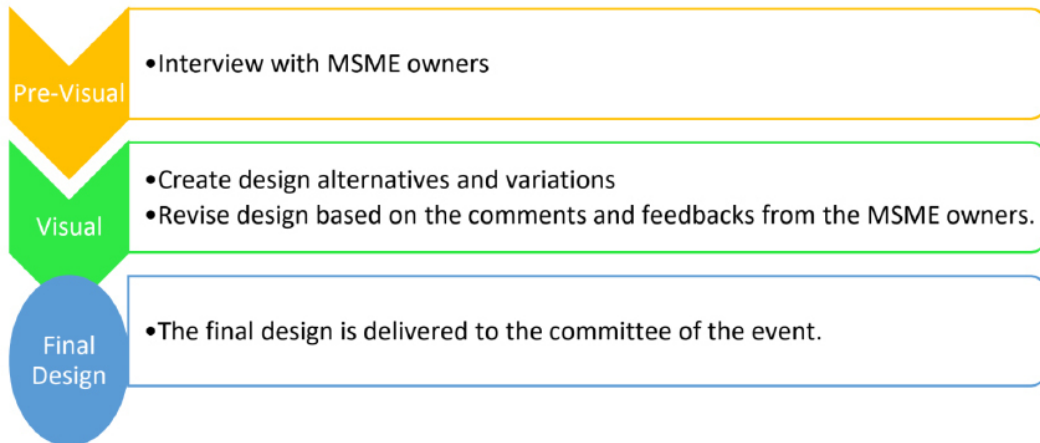 Pre-Visual
•Interview with MSME owners
Visual
•Create design alternatives and variations
•Revise design based on the comments and feedbacks from the MSME owners.
Final
Design
•The final design is delivered to the committee of the event.